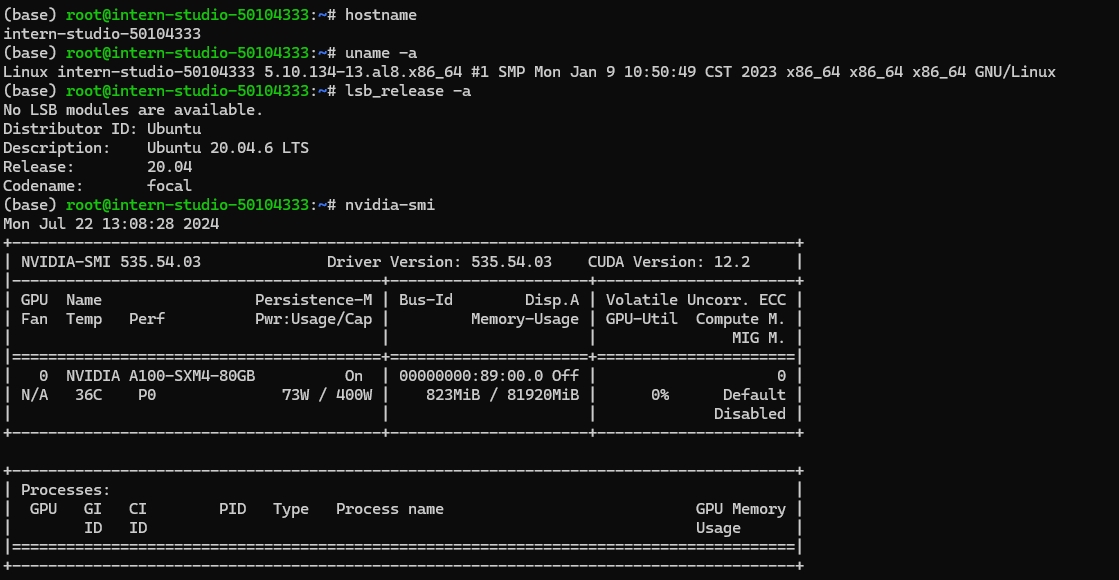 (base) root@intern-studio-50104333:~# hostname
intern-studio-50104333
(base) root@intern-studio-50104333:~# uname -a
Linux intern-studio-50104333 5.10.134-13.al8.x86_64 #1 SMP Mon Jan 9 10:50:49 CST 2023 x86_64 x86_64 x86_64 GNU/Linux
(base) root@intern-studio-50104333:~# lsb_release -a
No LSB modules are available.
Distributor ID: Ubuntu
Description:    Ubuntu 20.04.6 LTS
Release:        20.04
Codename:       focal
(base) root@intern-studio-50104333:~# nvidia-smi
Mon Jul 22 13:08:28 2024
+---------------------------------------------------------------------------------------+
| NVIDIA-SMI 535.54.03              Driver Version: 535.54.03    CUDA Version: 12.2     |
|-----------------------------------------+----------------------+----------------------+
| GPU  Name                 Persistence-M | Bus-Id        Disp.A | Volatile Uncorr. ECC |
| Fan  Temp   Perf          Pwr:Usage/Cap |         Memory-Usage | GPU-Util  Compute M. |
|                                         |                      |               MIG M. |
|=========================================+======================+======================|
|   0  NVIDIA A100-SXM4-80GB          On  | 00000000:89:00.0 Off |                    0 |
| N/A   36C    P0              73W / 400W |    823MiB / 81920MiB |      0%      Default |
|                                         |                      |             Disabled |
+-----------------------------------------+----------------------+----------------------+

+---------------------------------------------------------------------------------------+
| Processes:                                                                            |
|  GPU   GI   CI        PID   Type   Process name                            GPU Memory |
|        ID   ID                                                             Usage      |
|=======================================================================================|
+---------------------------------------------------------------------------------------+